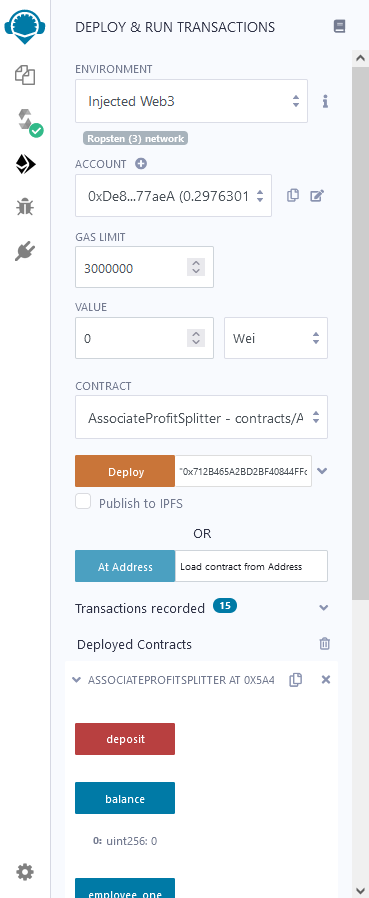 DEPLOY & RUN TRANSACTIONS
ENVIRONMENT
Injected Web3
Ropsten (3) network
ACCOUNT
0xDe8...77aeA (0.2976301
GAS LIMIT
3000000
VALUE
0 Wei
CONTRACT
AssociateProfitSplitter - contracts/A
Deploy "0x712B465A2BD2BF40844FFc
Publish to IPFS
OR
At Address Load contract from Address
Transactions recorded 15
Deployed Contracts
ASSOCIATEPROFITSPLITTER AT 0X5A4
deposit
balance
0: uint256: 0
employee_one